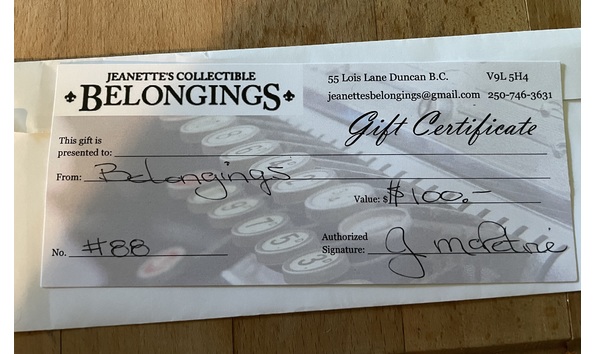 JEANETTE'S COLLECTIBLE
BELONGINGS
55 Lois Lane Duncan B.C. V9L 5H4
jeanettesbelongings@gmail.com 250-746-3631
Gift Certificate
This gift is
presented to:
From: Belongings
Value: $ $100.-
No. #88
Authorized
Signature: J McPetrie